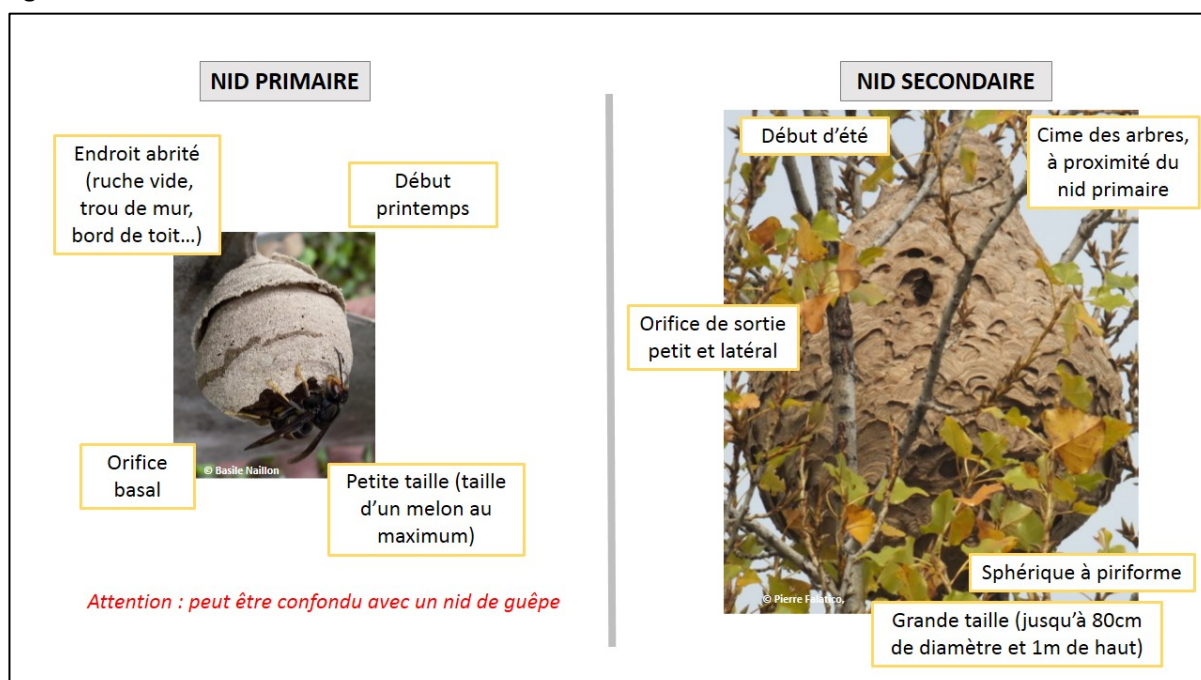 NID PRIMAIRE
Endroit abrité
(ruche vide,
trou de mur,
bord de toit...)
Début
printemps
© Basile Naillon
Orifice
basal
Petite taille (taille
d'un melon au
maximum)
Attention : peut être confondu avec un nid de guêpe
NID SECONDAIRE
Début d'été
Cime des arbres,
à proximité du
nid primaire
Orifice de sortie
petit et latéral
Sphérique à piriforme
© Pierre Falatico,
Grande taille (jusqu'à 80cm
de diamètre et 1m de haut)